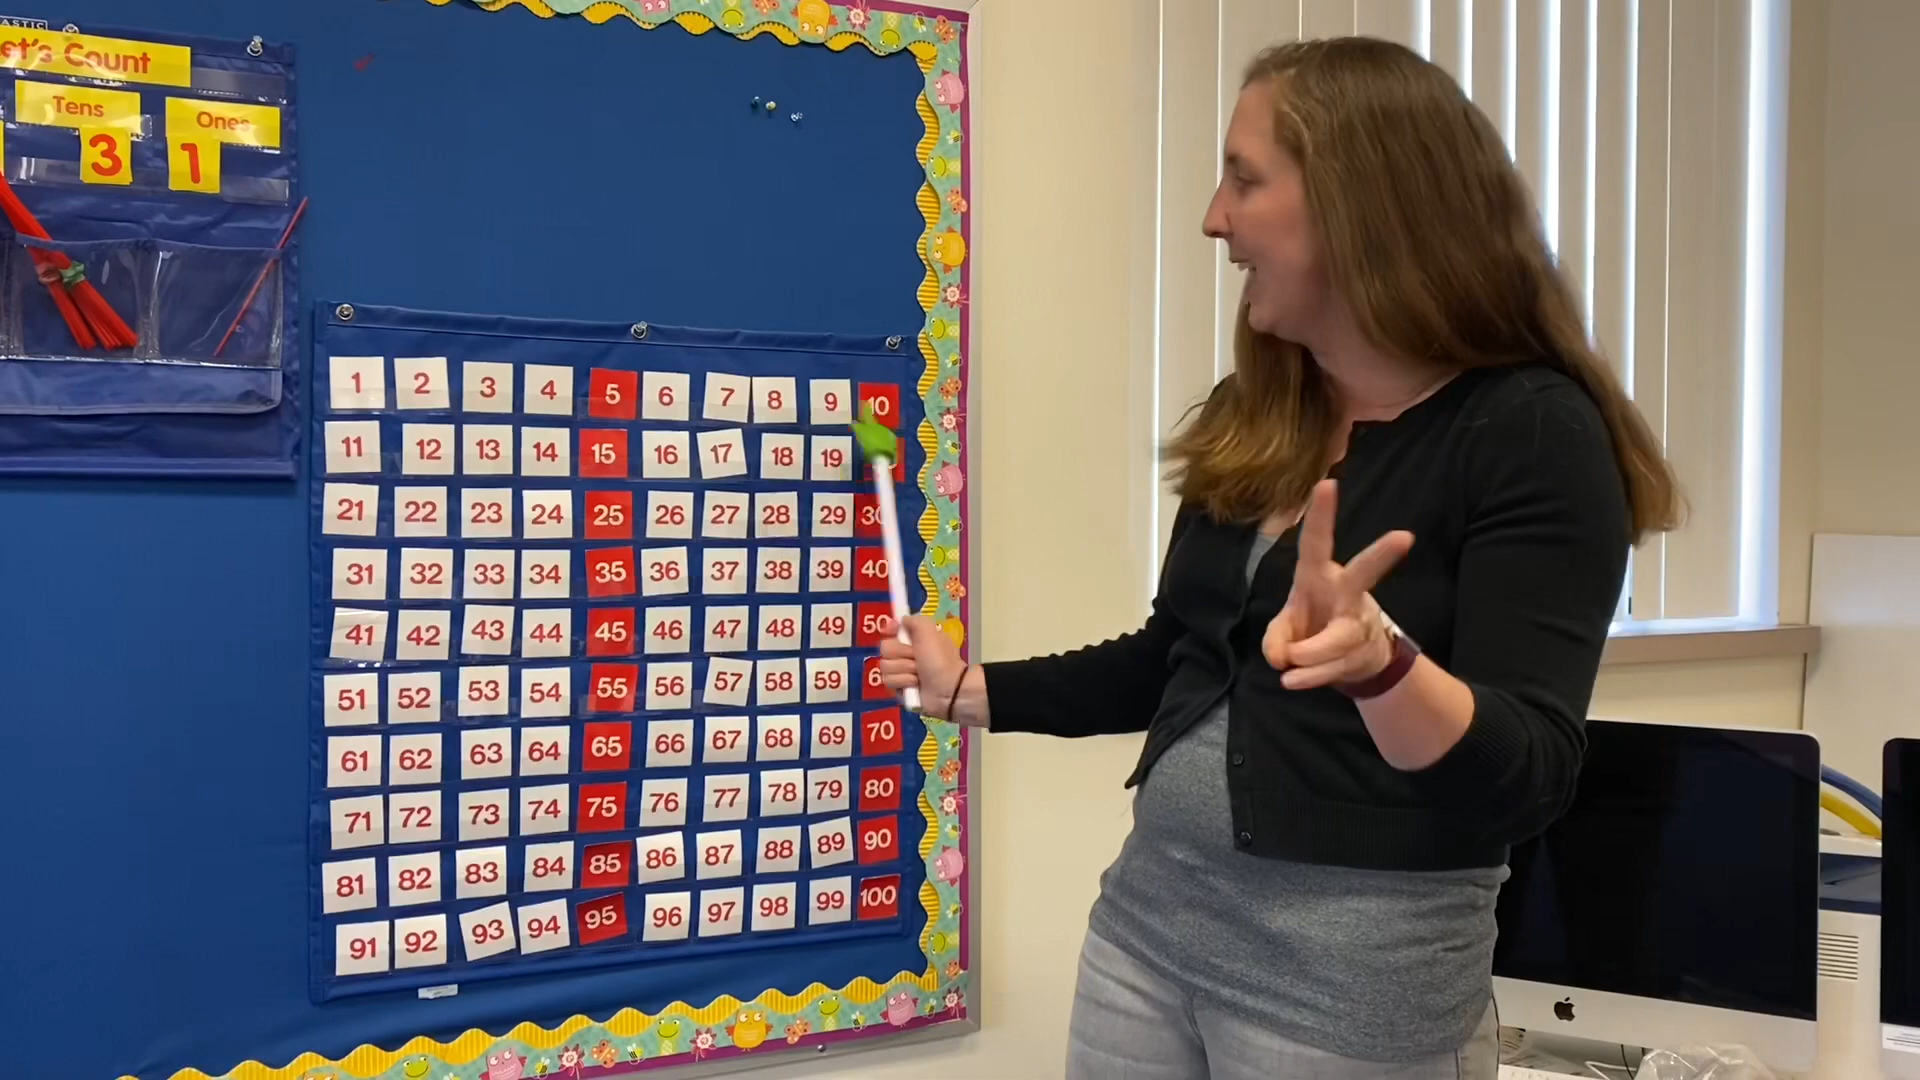 et's Count
Tens Ones
3 1
1 2 3 4 5 6 7 8 9 10
11 12 13 14 15 16 17 18 19
21 22 23 24 25 26 27 28 29 30
31 32 33 34 35 36 37 38 39 40
41 42 43 44 45 46 47 48 49 50
51 52 53 54 55 56 57 58 59 6
61 62 63 64 65 66 67 68 69 70
71 72 73 74 75 76 77 78 79 80
81 82 83 84 85 86 87 88 89 90
91 92 93 94 95 96 97 98 99 100